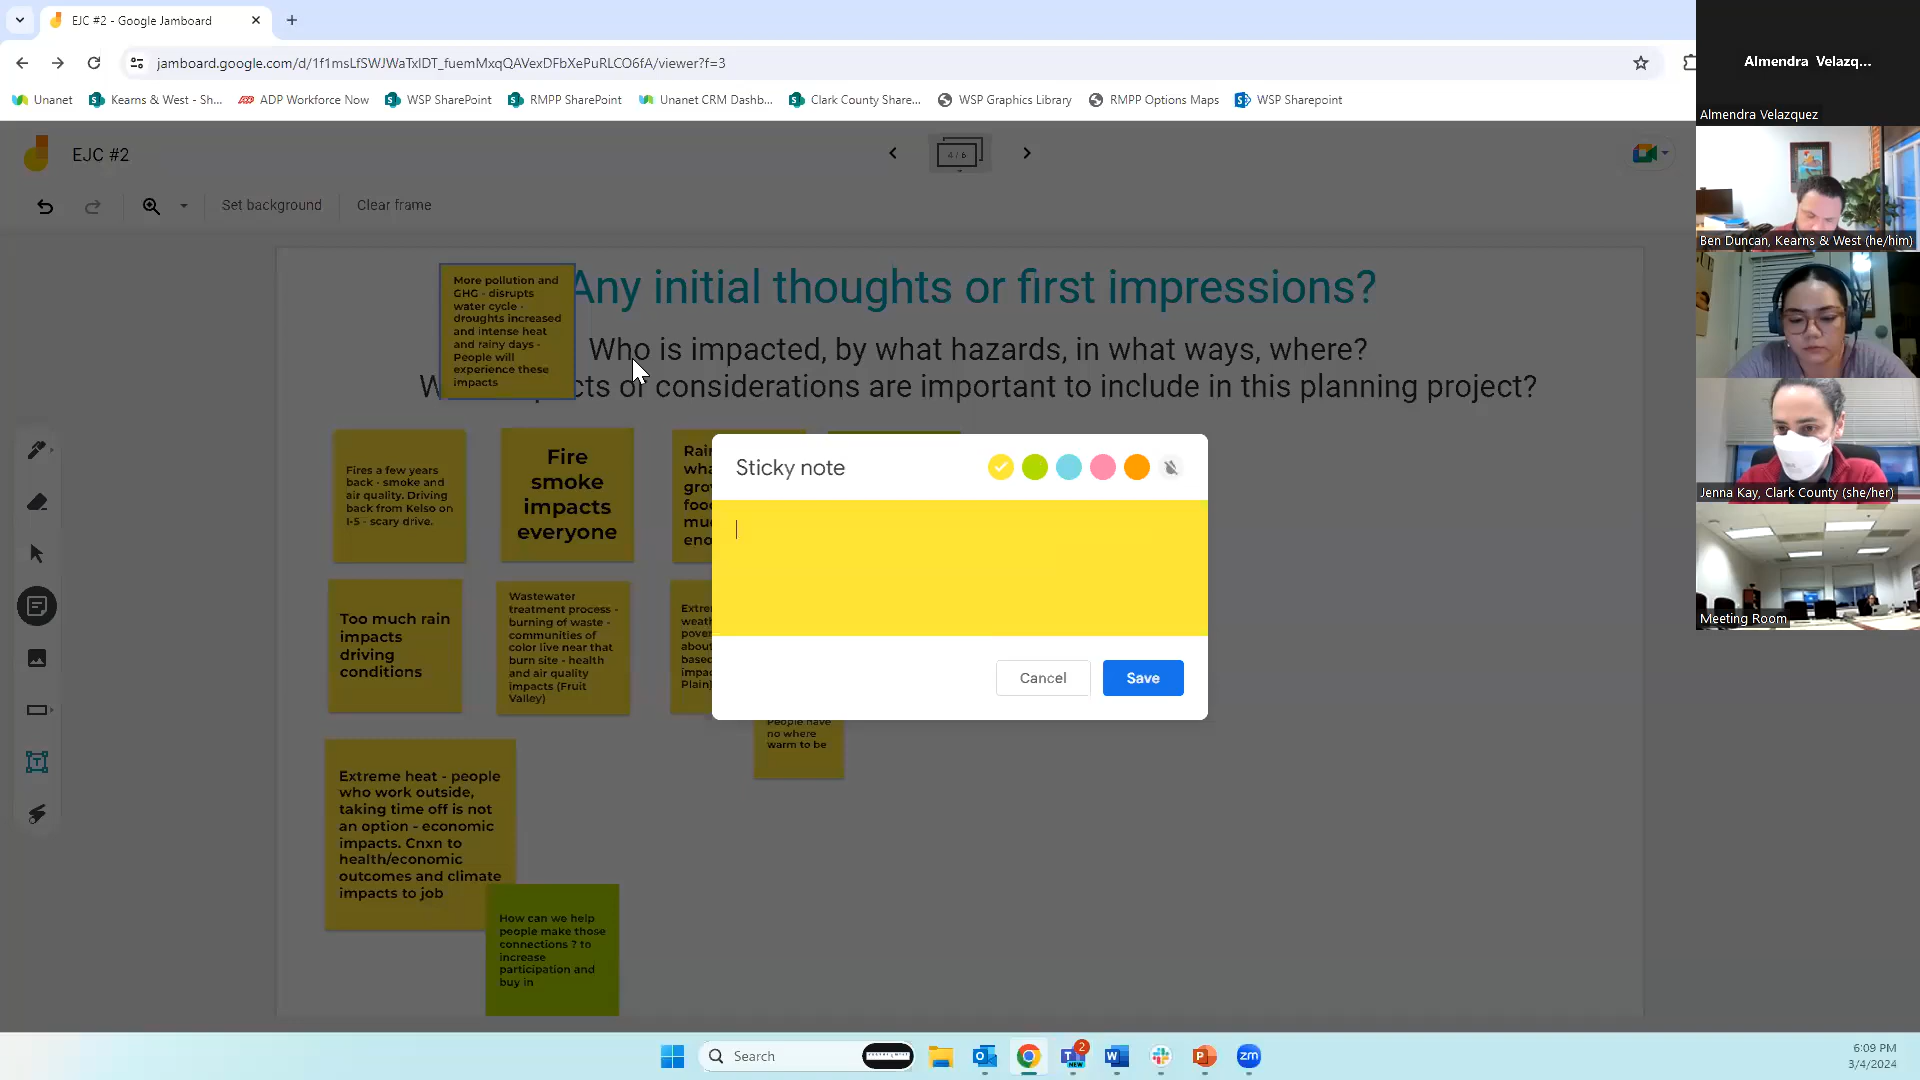 EJC #2 - Google Jamboard
jamboard.google.com/d/1f1msLfSWJWaTxlDT_fuemMxqQAVexDFbXePuRLCO6fA/viewer?f=3
Unanet
Kearns & West - Sh...
ADP Workforce Now
WSP SharePoint
RMPP SharePoint
Unanet CRM Dashb...
Clark County Share...
WSP Graphics Library
RMPP Options Maps
WSP Sharepoint
EJC #2
4 / 6
Set background
Clear frame
Any initial thoughts or first impressions?
Who is impacted, by what hazards, in what ways, where?
or considerations are important to include in this planning project?
More pollution and
GHG - disrupts
water cycle -
droughts increased
and intense heat
and rainy days -
People will
experience these
impacts
Fires a few years
back - smoke and
air quality. Driving
back from Kelso on
I-5 - scary drive.
Fire
smoke
impacts
everyone
Too much rain
impacts
driving
conditions
Wastewater
treatment process -
burning of waste -
communities of
color live near that
burn site - health
and air quality
impacts (Fruit
Valley)
Plain)
People have
no where
warm to be
Extreme heat - people
who work outside,
taking time off is not
an option - economic
impacts. Cnxn to
health/economic
outcomes and climate
impacts to job
How can we help
people make those
connections ? to
increase
participation and
buy in
Sticky note
Cancel
Save
Almendra Velazq...
Almendra Velazquez
Ben Duncan, Kearns & West (he/him)
Jenna Kay, Clark County (she/her)
Meeting Room
Search
2
NEW
zm
6:09 PM
3/4/2024